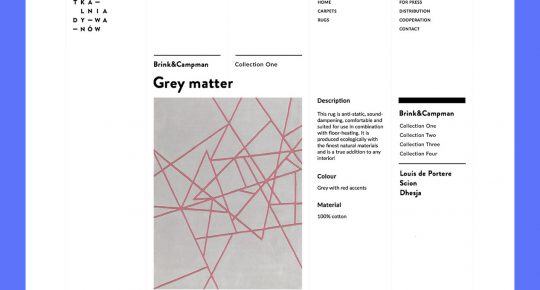 TKA—
LNIA
DY—WA
—NÓW
HOME
CARPETS
RUGS
FOR PRESS
DISTRIBUTION
COOPERATION
CONTACT
Brink&Campman
Collection One
Grey matter
Description
This rug is anti-static, sound-
dampening, comfortable and
suited for use in combination
with floor-heating. It is
produced ecologically with
the finest natural materials
and is a true addition to any
interior!
Colour
Grey with red accents
Material
100% cotton
Brink&Campman
Collection One
Collection Two
Collection Three
Collection Four
Louis de Portere
Scion
Dhesja